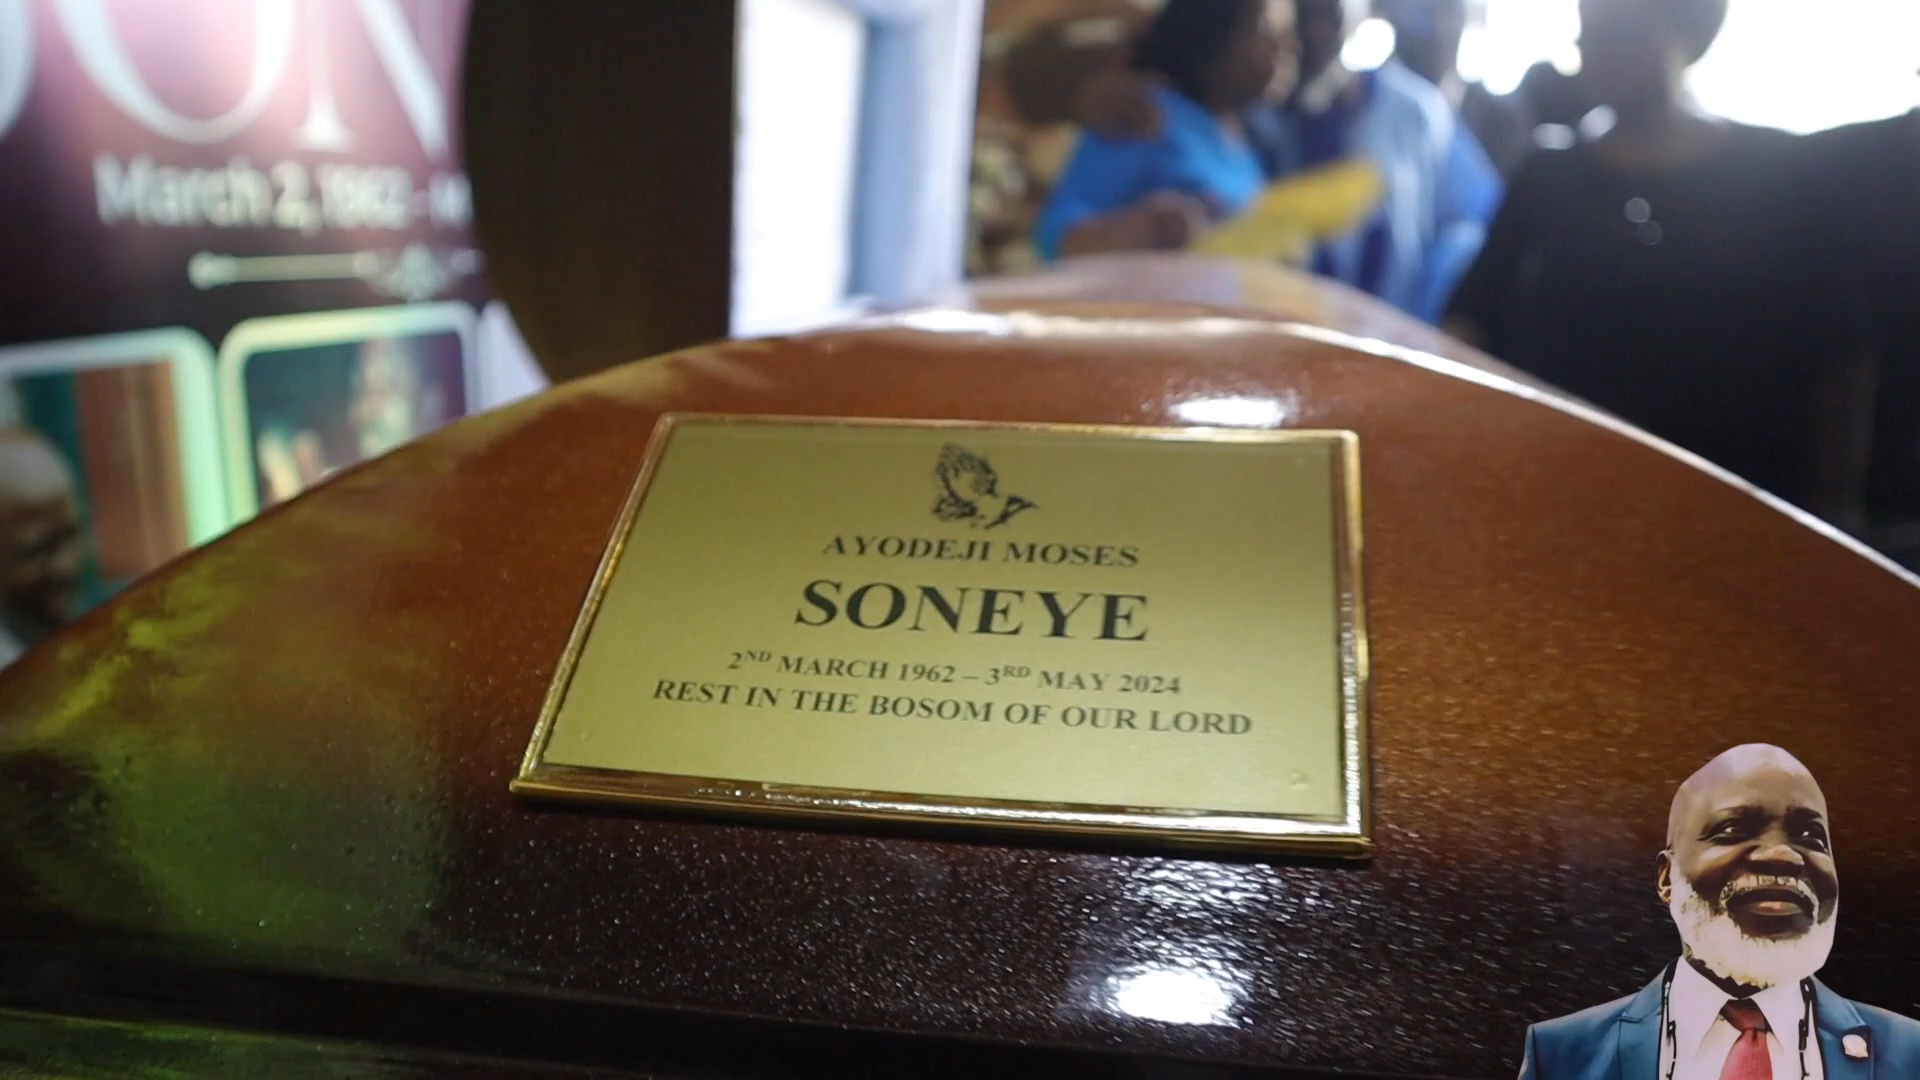 ON
March 2, 1962 - M
AYODEJI MOSES
SONEYE
2ND MARCH 1962 – 3RD MAY 2024
REST IN THE BOSOM OF OUR LORD